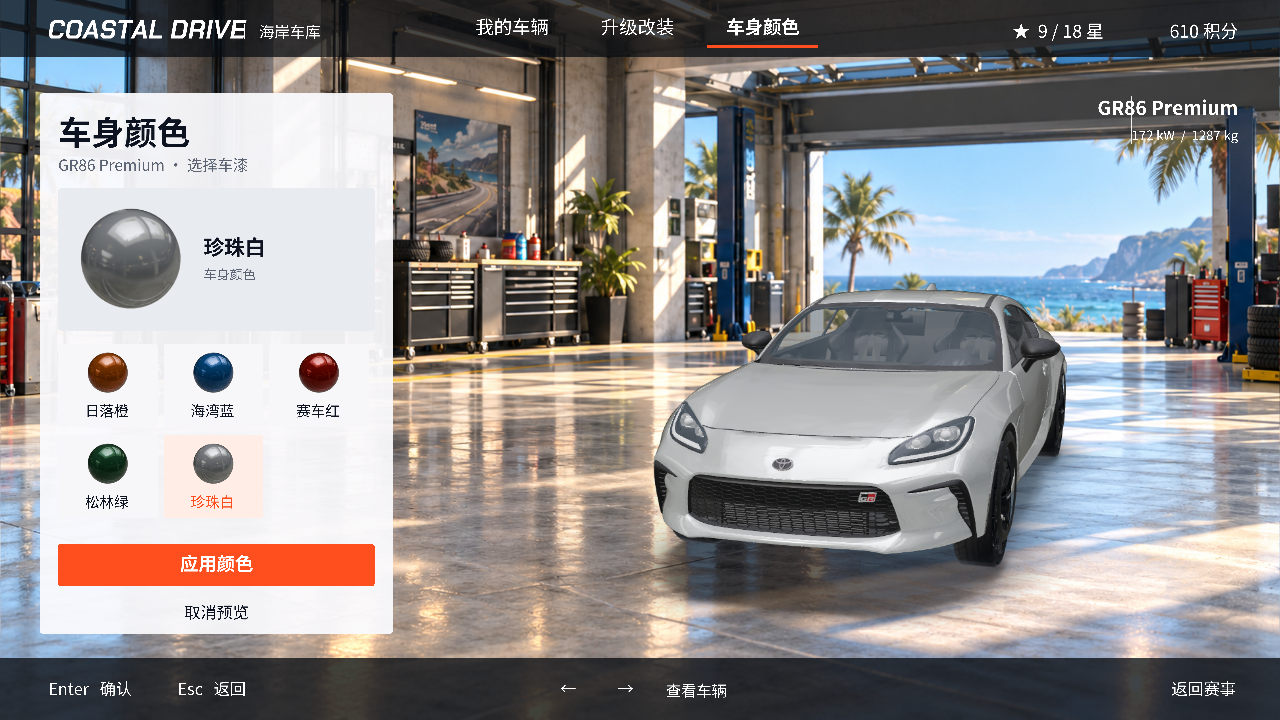 COASTAL DRIVE 海岸车库
我的车辆
升级改装
车身颜色
★ 9 / 18 星
610 积分
车身颜色
GR86 Premium · 选择车漆
珍珠白
车身颜色
日落橙
海湾蓝
赛车红
松林绿
珍珠白
应用颜色
取消预览
GR86 Premium
172 kW / 1287 kg
GR
Enter 确认
Esc 返回
← → 查看车辆
返回赛事